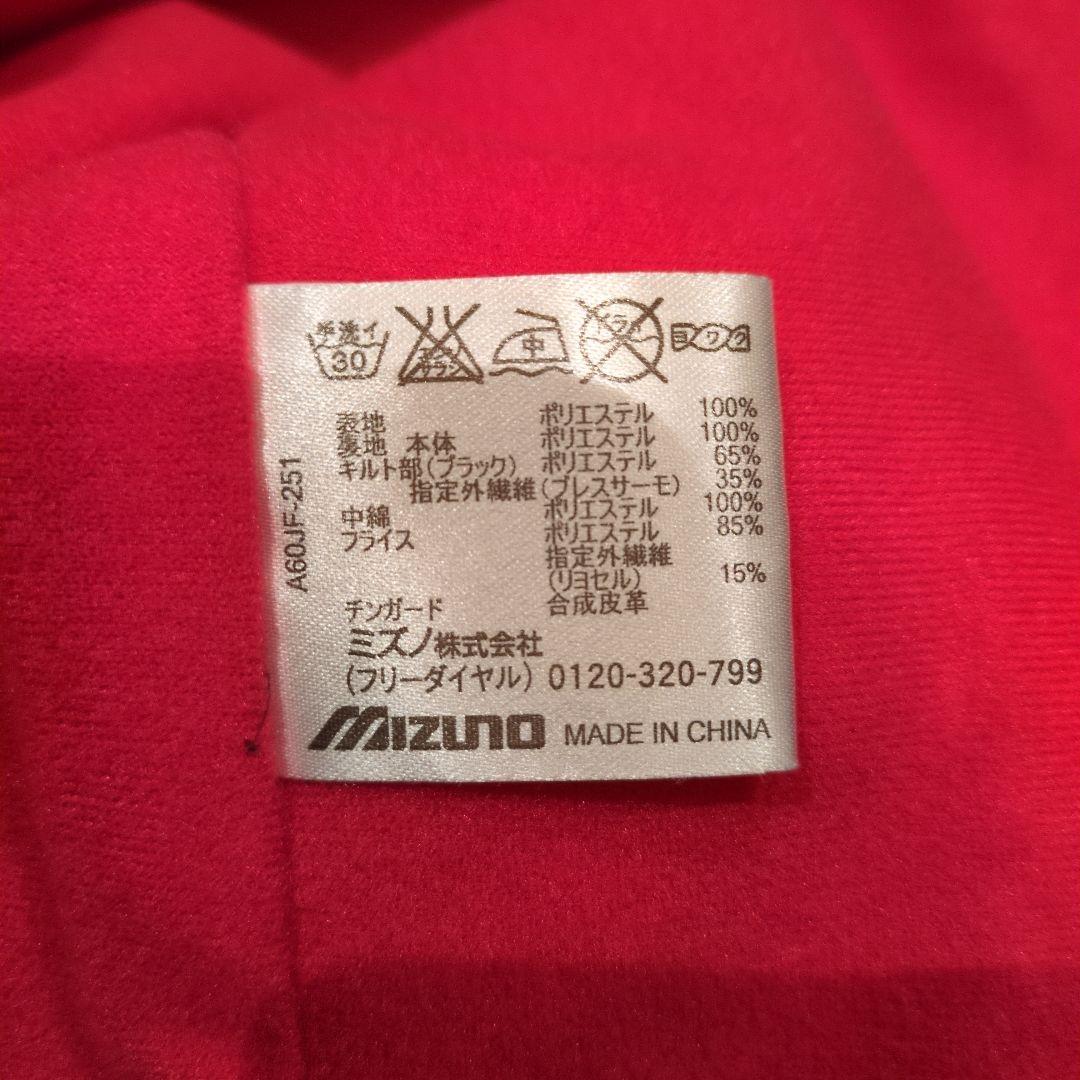 手洗イ
30
エンソサラシ
中
ドライ
ヨワク
表地 ポリエステル 100%
裏地 本体 ポリエステル 100%
キルト部(ブラック) ポリエステル 65%
指定外繊維(ブレスサーモ) 35%
中綿 ポリエステル 100%
フライス ポリエステル 85%
指定外繊維
(リヨセル) 15%
チンガード 合成皮革
ミズノ株式会社
(フリーダイヤル) 0120-320-799
MIZUNO MADE IN CHINA
A60JF-251